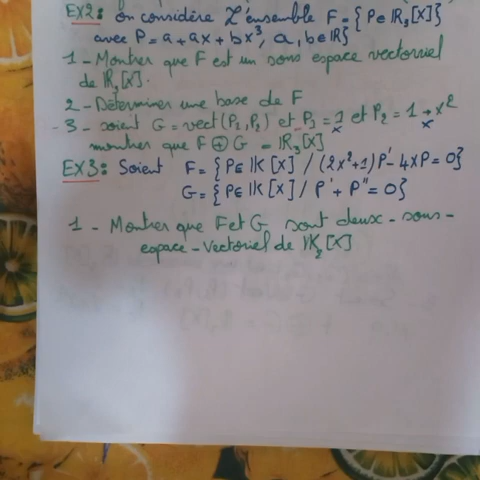 EX2: on considère l'ensemble F = {P ∈ IR₃[X]}
avec P = a + ax + bx³, a, b ∈ IR}
1 - Montrer que F est un sous espace vectoriel
de IR₃[X].
2 - Déterminer une base de F
3 - soient G = vect(P₁, P₂) et P₁ = 1 et P₂ = 1 + x²
montrer que F ⊕ G = IR₃[X]
EX3: Soient F = {P ∈ IK[X] / (2x²+1)P' - 4xP = 0}
G = {P ∈ IK[X] / P' + P'' = 0}
1 - Montrer que F et G sont deux - sous -
espace - vectoriel de IK₂[X]